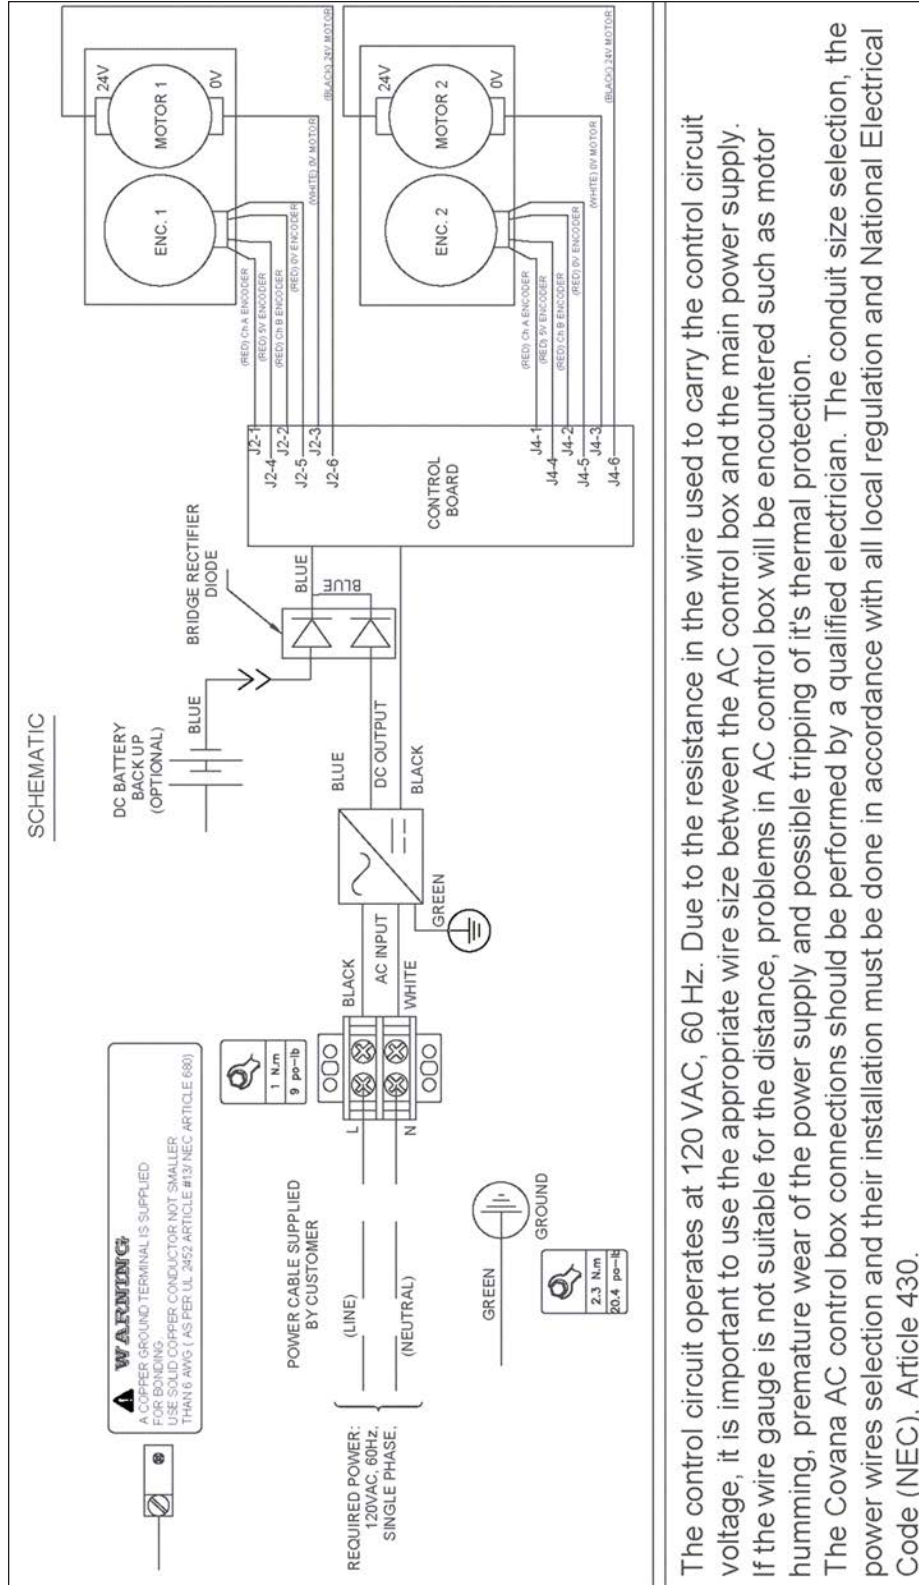 SCHEMATIC
WARNING
A COPPER GROUND TERMINAL IS SUPPLIED
FOR BONDING.
USE SOLID COPPER CONDUCTOR NOT SMALLER
THAN 6 AWG ( AS PER UL 2452 ARTICLE #13/ NEC ARTICLE 680)
REQUIRED POWER:
120VAC, 60Hz,
SINGLE PHASE.
POWER CABLE SUPPLIED
BY CUSTOMER
(LINE)
(NEUTRAL)
GREEN
GROUND
2.3 N.m
20.4 po-lb
1 N.m
9 po-lb
L
N
BLACK
AC INPUT
WHITE
GREEN
DC BATTERY
BACK UP
(OPTIONAL)
BLUE
BLUE
DC OUTPUT
BLACK
BRIDGE RECTIFIER
DIODE
BLUE
BLUE
CONTROL
BOARD
J2-1
J2-4
J2-2
J2-5
J2-3
J2-6
J4-1
J4-4
J4-2
J4-5
J4-3
J4-6
(RED) Ch A ENCODER
(RED) 5V ENCODER
(RED) Ch B ENCODER
(RED) 0V ENCODER
(WHITE) 0V MOTOR
(BLACK) 24V MOTOR
ENC. 1
MOTOR 1
24V
0V
(RED) Ch A ENCODER
(RED) 5V ENCODER
(RED) Ch B ENCODER
(RED) 0V ENCODER
(WHITE) 0V MOTOR
(BLACK) 24V MOTOR
ENC. 2
MOTOR 2
24V
0V
The control circuit operates at 120 VAC, 60 Hz. Due to the resistance in the wire used to carry the control circuit
voltage, it is important to use the appropriate wire size between the AC control box and the main power supply.
If the wire gauge is not suitable for the distance, problems in AC control box will be encountered such as motor
humming, premature wear of the power supply and possible tripping of it's thermal protection.
The Covana AC control box connections should be performed by a qualified electrician. The conduit size selection, the
power wires selection and their installation must be done in accordance with all local regulation and National Electrical
Code (NEC), Article 430.